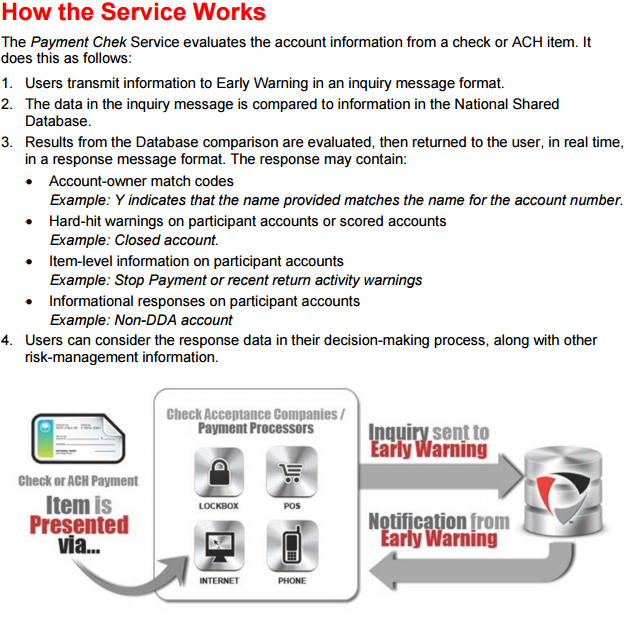 How the Service Works
The Payment Chek Service evaluates the account information from a check or ACH item. It
does this as follows:
1. Users transmit information to Early Warning in an inquiry message format.
2. The data in the inquiry message is compared to information in the National Shared
Database.
3. Results from the Database comparison are evaluated, then returned to the user, in real time,
in a response message format. The response may contain:
• Account-owner match codes
Example: Y indicates that the name provided matches the name for the account number.
• Hard-hit warnings on participant accounts or scored accounts
Example: Closed account.
• Item-level information on participant accounts
Example: Stop Payment or recent return activity warnings
• Informational responses on participant accounts
Example: Non-DDA account
4. Users can consider the response data in their decision-making process, along with other
risk-management information.
Check or ACH Payment
Item is
Presented
via...
Check Acceptance Companies /
Payment Processors
LOCKBOX
POS
INTERNET
PHONE
Inquiry sent to
Early Warning
Notification from
Early Warning